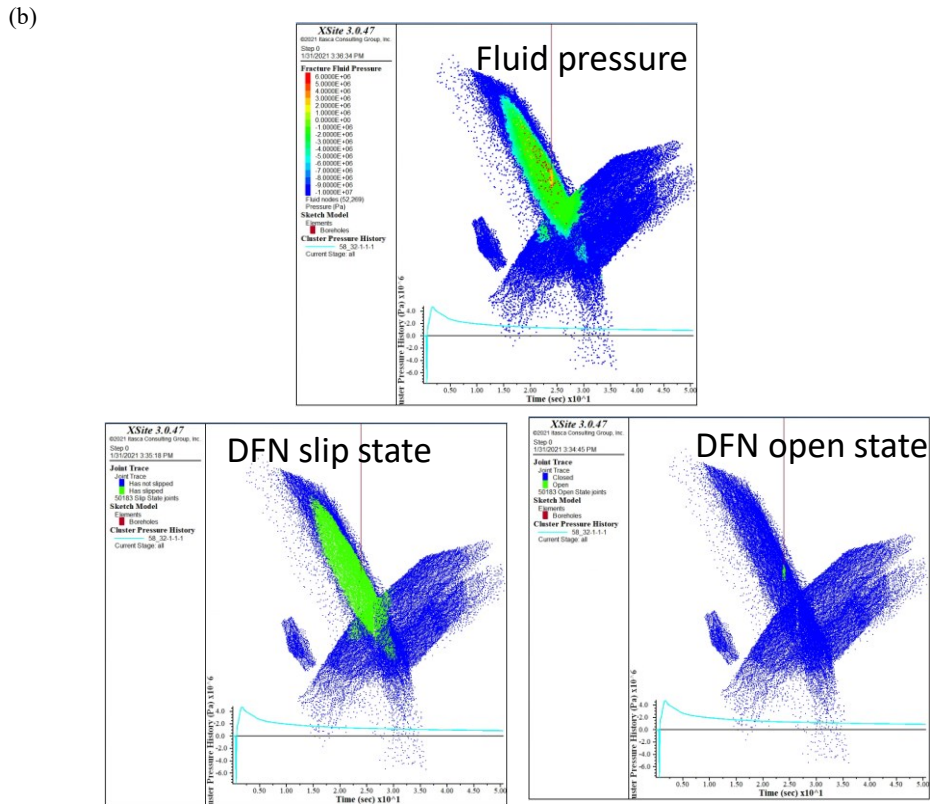 (b)
XSite 3.0.47
©2021 Itasca Consulting Group, Inc.
Step 0
1/31/2021 3:36:34 PM
Fracture Fluid Pressure
6.0000E+06
5.0000E+06
4.0000E+06
3.0000E+06
2.0000E+06
1.0000E+06
0.0000E+00
-1.0000E+06
-2.0000E+06
-3.0000E+06
-4.0000E+06
-5.0000E+06
-6.0000E+06
-7.0000E+06
-8.0000E+06
-9.0000E+06
-1.0000E+07
Fluid nodes (52,269)
Pressure (Pa)
Sketch Model
Elements
Boreholes
Cluster Pressure History
58_32-1-1-1
Current Stage: all
Fluid pressure
uster Pressure History (Pa) x10^6
4.0
2.0
0.0
-2.0
-4.0
-6.0
0.50 1.00 1.50 2.00 2.50 3.00 3.50 4.00 4.50 5.00
Time (sec) x10^1
XSite 3.0.47
©2021 Itasca Consulting Group, Inc.
Step 0
1/31/2021 3:35:18 PM
Joint Trace
Joint Trace
Has not slipped
Has slipped
50183 Slip State joints
Sketch Model
Elements
Boreholes
Cluster Pressure History
58_32-1-1-1
Current Stage: all
DFN slip state
uster Pressure History (Pa) x10^6
4.0
2.0
0.0
-2.0
-4.0
-6.0
0.50 1.00 1.50 2.00 2.50 3.00 3.50 4.00 4.50 5.00
Time (sec) x10^1
XSite 3.0.47
©2021 Itasca Consulting Group, Inc.
Step 0
1/31/2021 3:34:45 PM
Joint Trace
Joint Trace
Closed
Open
50183 Open State joints
Sketch Model
Elements
Boreholes
Cluster Pressure History
58_32-1-1-1
Current Stage: all
DFN open state
uster Pressure History (Pa) x10^6
4.0
2.0
0.0
-2.0
-4.0
-6.0
0.50 1.00 1.50 2.00 2.50 3.00 3.50 4.00 4.50 5.00
Time (sec) x10^1